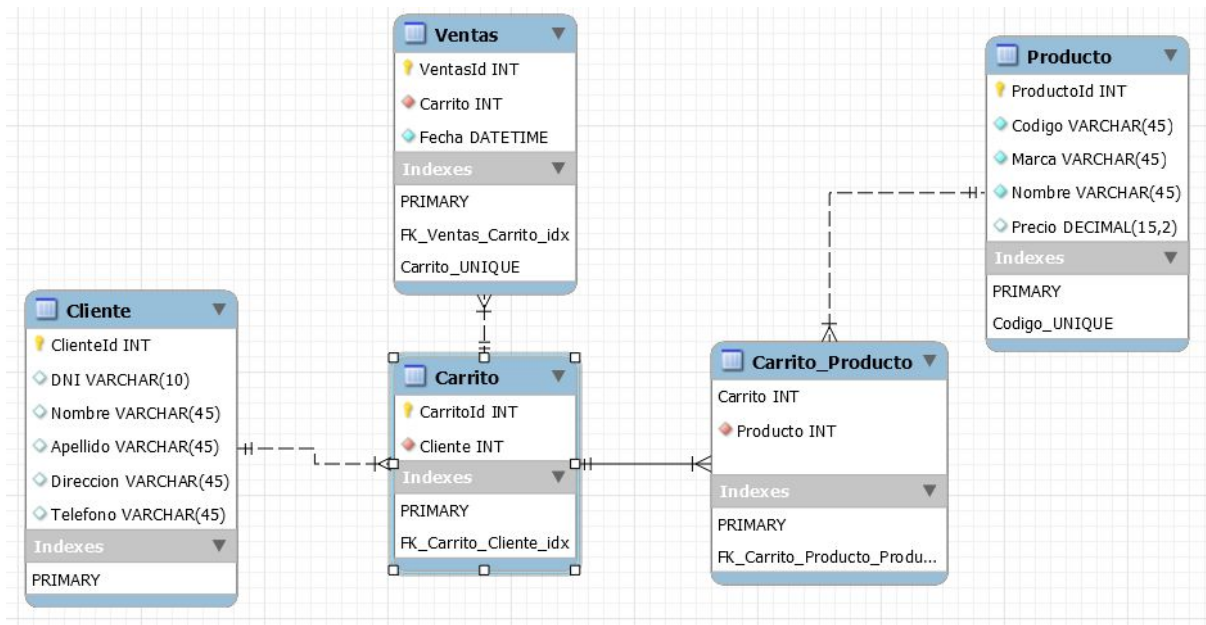 Ventas
VentasId INT
Carrito INT
Fecha DATETIME
Indexes
PRIMARY
FK_Ventas_Carrito_idx
Carrito_UNIQUE
Producto
ProductoId INT
Codigo VARCHAR(45)
Marca VARCHAR(45)
Nombre VARCHAR(45)
Precio DECIMAL(15,2)
Indexes
PRIMARY
Codigo_UNIQUE
Cliente
ClienteId INT
DNI VARCHAR(10)
Nombre VARCHAR(45)
Apellido VARCHAR(45)
Direccion VARCHAR(45)
Telefono VARCHAR(45)
Indexes
PRIMARY
Carrito
CarritoId INT
Cliente INT
Indexes
PRIMARY
FK_Carrito_Cliente_idx
Carrito_Producto
Carrito INT
Producto INT
Indexes
PRIMARY
FK_Carrito_Producto_Produ...